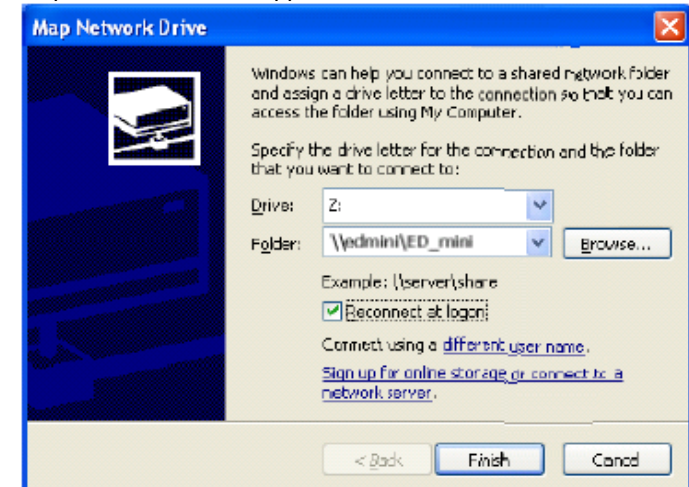 Map Network Drive
Windows can help you connect to a shared network folder
and assign a drive letter to the connection so that you can
access the folder using My Computer.
Specify the drive letter for the connection and the folder
that you want to connect to:
Drive: Z:
Folder: \\edmini\ED_mini Browse...
Example: \\server\share
Reconnect at logon
Connect using a different user name.
Sign up for online storage or connect to a
network server.
< Back Finish Cancel